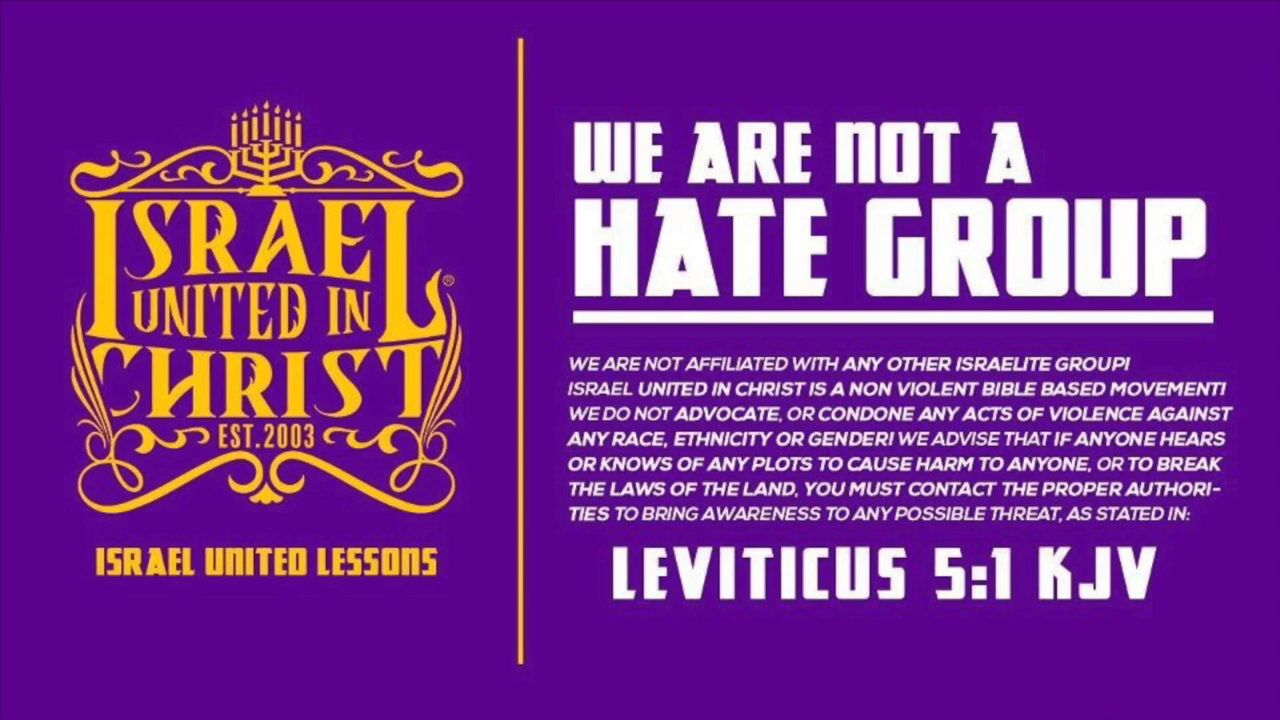 ISRAEL
UNITED IN
CHRIST®
EST. 2003
ISRAEL UNITED LESSONS
WE ARE NOT A
HATE GROUP
WE ARE NOT AFFILIATED WITH ANY OTHER ISRAELITE GROUP!
ISRAEL UNITED IN CHRIST IS A NON VIOLENT BIBLE BASED MOVEMENT!
WE DO NOT ADVOCATE, OR CONDONE ANY ACTS OF VIOLENCE AGAINST
ANY RACE, ETHNICITY OR GENDER! WE ADVISE THAT IF ANYONE HEARS
OR KNOWS OF ANY PLOTS TO CAUSE HARM TO ANYONE, OR TO BREAK
THE LAWS OF THE LAND, YOU MUST CONTACT THE PROPER AUTHORI-
TIES TO BRING AWARENESS TO ANY POSSIBLE THREAT, AS STATED IN:
LEVITICUS 5:1 KJV